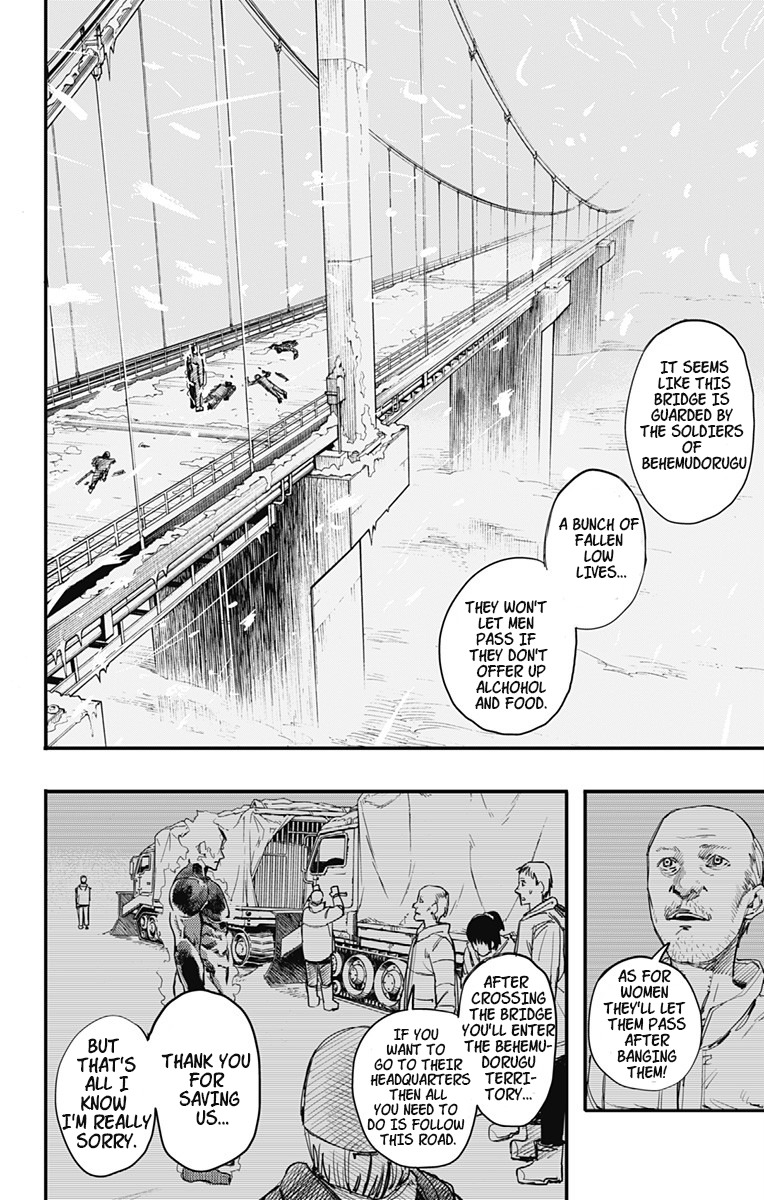 IT SEEMS
LIKE THIS
BRIDGE IS
GUARDED BY
THE SOLDIERS
OF
BEHEMUDORUGU
A BUNCH OF
FALLEN
LOW
LIVES...
THEY WON'T
LET MEN
PASS IF
THEY DON'T
OFFER UP
ALCHOHOL
AND FOOD.
AS FOR
WOMEN
THEY'LL LET
THEM PASS
AFTER
BANGING
THEM!
AFTER
CROSSING
THE BRIDGE
YOU'LL ENTER
THE BEHEMU-
DORUGU
TERRI-
TORY...
IF YOU
WANT TO
GO TO THEIR
HEADQUARTERS
THEN ALL
YOU NEED TO
DO IS FOLLOW
THIS ROAD.
THANK YOU
FOR
SAVING
US...
BUT
THAT'S
ALL I
KNOW
I'M REALLY
SORRY.